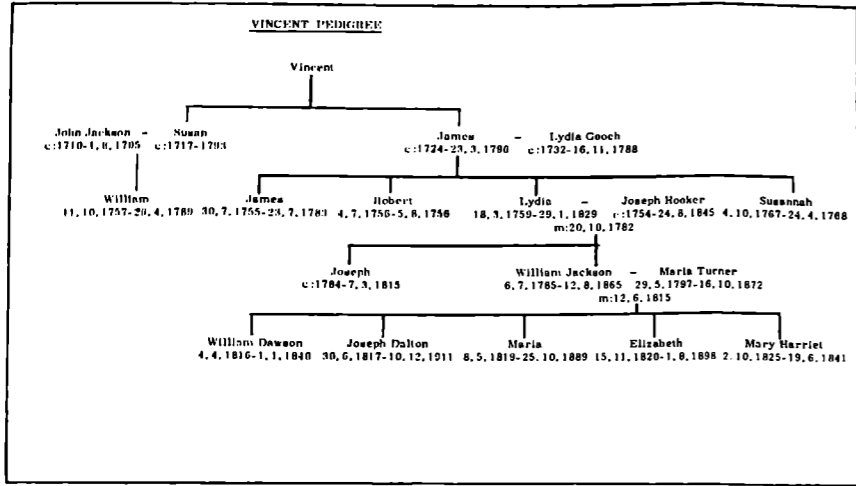 VINCENT PEDIGREE
Vincent
John Jackson – Susan James – Lydia Gooch
c:1710-4, 8, 1795 c:1717-1793 c:1724-23, 3, 1790 c:1732-16, 11, 1788
William James Robert Lydia – Joseph Hooker Susannah
11, 10, 1757-20, 4, 1789 30, 7, 1755-23, 7, 1783 4, 7, 1756-5, 8, 1756 18, 3, 1759-29, 1, 1829 c:1754-24, 8, 1845 4, 10, 1767-24, 4, 1768
m:20, 10, 1782
Joseph William Jackson – Maria Turner
c:1784-7, 3, 1815 6, 7, 1785-12, 8, 1865 29, 5, 1797-16, 10, 1872
m:12, 6, 1815
William Dawson Joseph Dalton Maria Elizabeth Mary Harriet
4, 4, 1816-1, 1, 1840 30, 6, 1817-10, 12, 1911 8, 5, 1819-25, 10, 1889 15, 11, 1820-1, 8, 1898 2, 10, 1825-19, 6, 1841